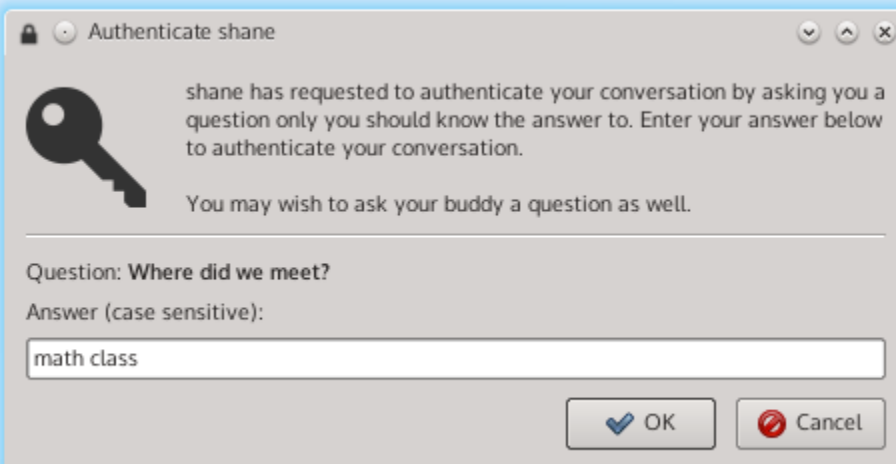 Authenticate shane
shane has requested to authenticate your conversation by asking you a
question only you should know the answer to. Enter your answer below
to authenticate your conversation.
You may wish to ask your buddy a question as well.
Question: Where did we meet?
Answer (case sensitive):
math class
OK
Cancel